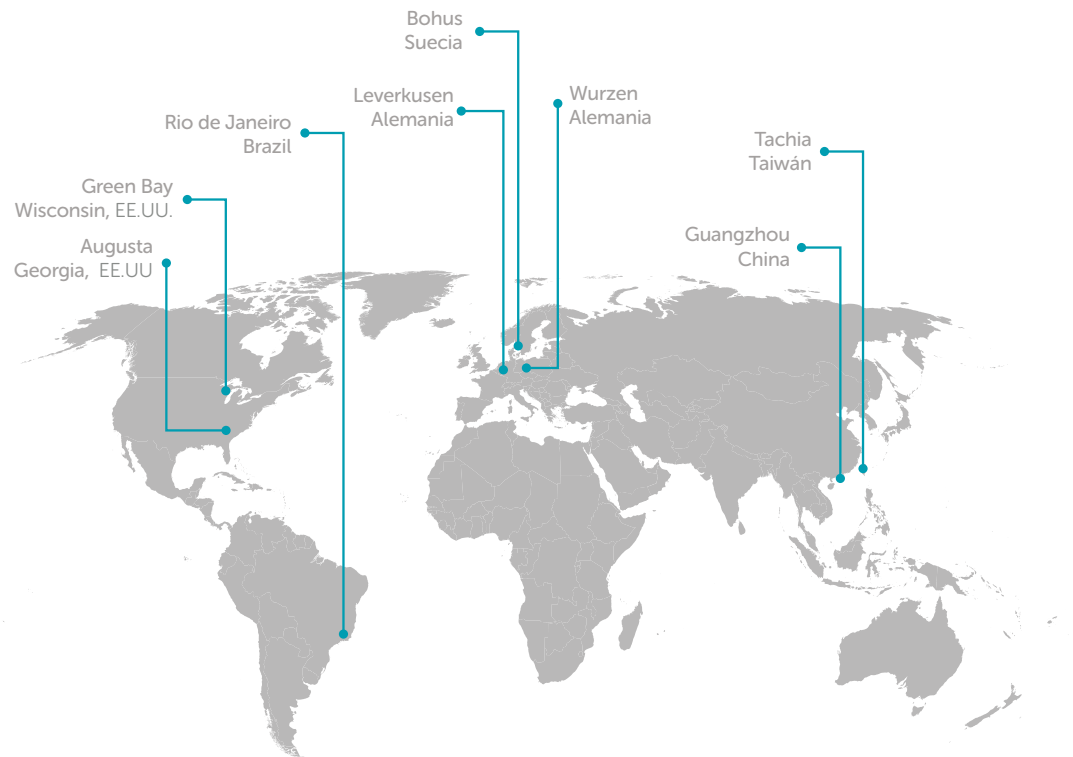 Bohus
Suecia
Leverkusen
Alemania
Wurzen
Alemania
Rio de Janeiro
Brazil
Tachia
Taiwán
Green Bay
Wisconsin, EE.UU.
Guangzhou
China
Augusta
Georgia, EE.UU